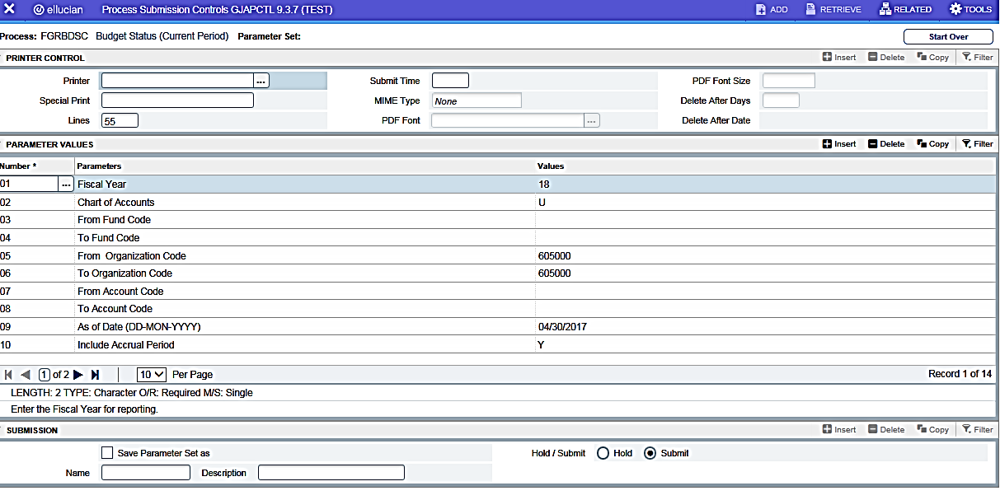 ellucian Process Submission Controls GJAPCTL 9.3.7 (TEST) ADD RETRIEVE RELATED TOOLS
Process: FGRBDSC Budget Status (Current Period) Parameter Set: Start Over
PRINTER CONTROL Insert Delete Copy Filter
Printer ... Submit Time PDF Font Size
Special Print MIME Type None Delete After Days
Lines 55 PDF Font ... Delete After Date
PARAMETER VALUES Insert Delete Copy Filter
Number * Parameters Values
01 ... Fiscal Year 18
02 Chart of Accounts U
03 From Fund Code
04 To Fund Code
05 From Organization Code 605000
06 To Organization Code 605000
07 From Account Code
08 To Account Code
09 As of Date (DD-MON-YYYY) 04/30/2017
10 Include Accrual Period Y
1 of 2 10 Per Page Record 1 of 14
LENGTH: 2 TYPE: Character O/R: Required M/S: Single
Enter the Fiscal Year for reporting.
SUBMISSION Insert Delete Copy Filter
Save Parameter Set as Hold / Submit Hold Submit
Name Description